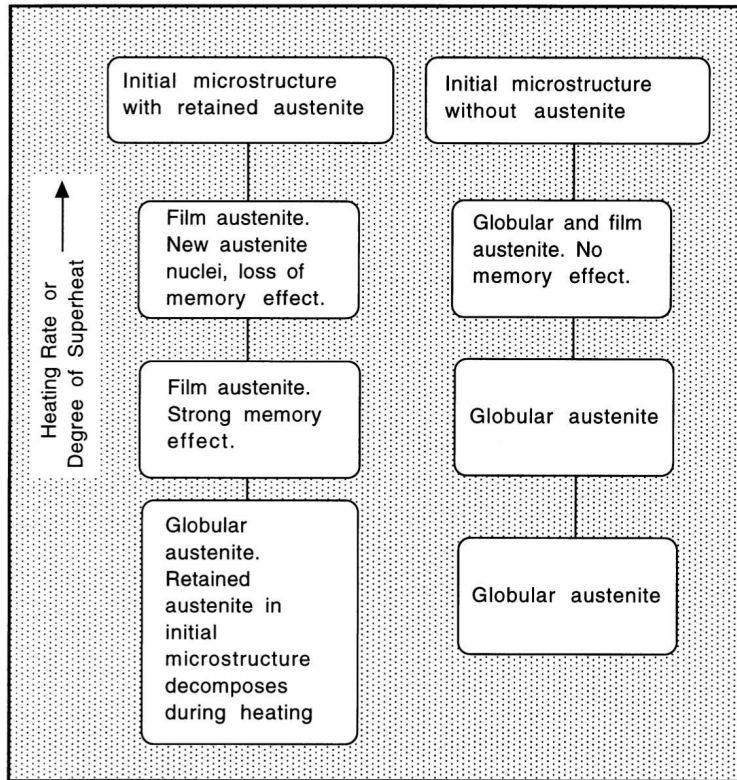 Initial microstructure
with retained austenite
Initial microstructure
without austenite
Heating Rate or
Degree of Superheat
Film austenite.
New austenite
nuclei, loss of
memory effect.
Globular and film
austenite. No
memory effect.
Film austenite.
Strong memory
effect.
Globular austenite
Globular
austenite.
Retained
austenite in
initial
microstructure
decomposes
during heating
Globular austenite